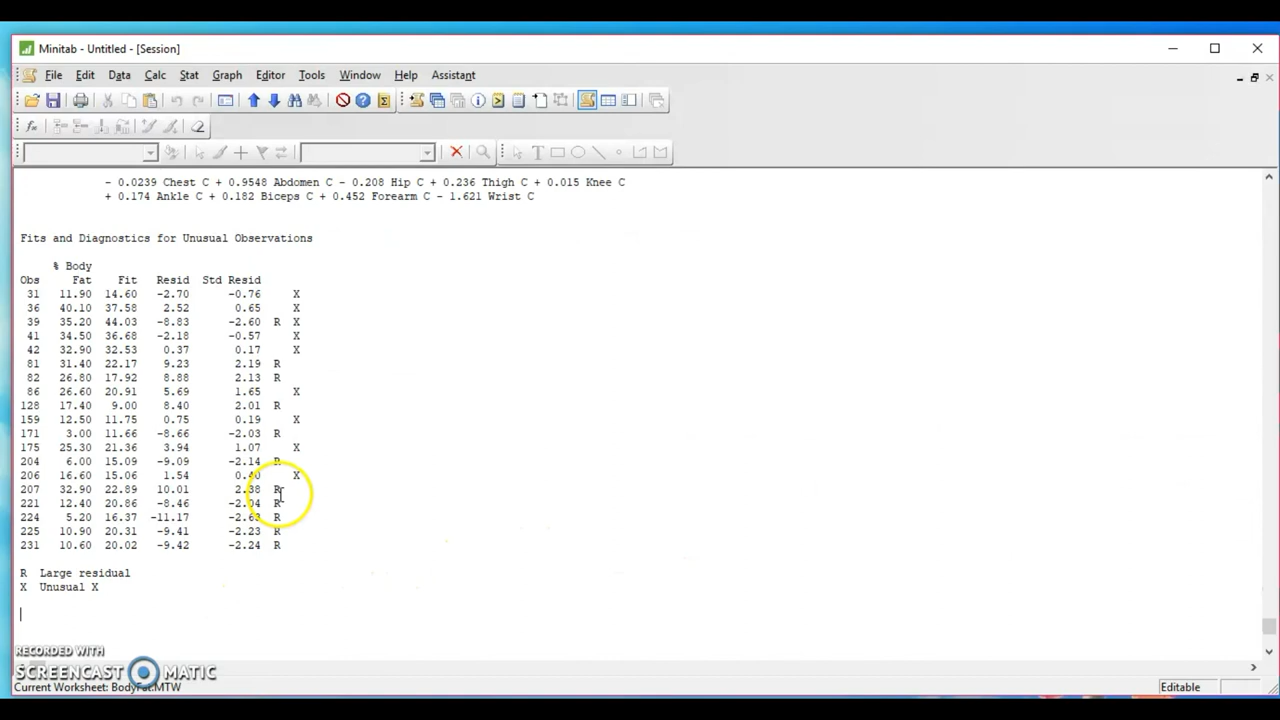 Minitab - Untitled - [Session]
File Edit Data Calc Stat Graph Editor Tools Window Help Assistant
- 0.0239 Chest C + 0.9548 Abdomen C - 0.208 Hip C + 0.236 Thigh C + 0.015 Knee C
+ 0.174 Ankle C + 0.182 Biceps C + 0.452 Forearm C - 1.621 Wrist C
Fits and Diagnostics for Unusual Observations
% Body
Obs Fat Fit Resid Std Resid
31 11.90 14.60 -2.70 -0.76 X
36 40.10 37.58 2.52 0.65 X
39 35.20 44.03 -8.83 -2.60 R X
41 34.50 36.68 -2.18 -0.57 X
42 32.90 32.53 0.37 0.17 X
81 31.40 22.17 9.23 2.19 R
82 26.80 17.92 8.88 2.13 R
86 26.60 20.91 5.69 1.65 X
128 17.40 9.00 8.40 2.01 R
159 12.50 11.75 0.75 0.19 X
171 3.00 11.66 -8.66 -2.03 R
175 25.30 21.36 3.94 1.07 X
204 6.00 15.09 -9.09 -2.14 R
206 16.60 15.06 1.54 0.40 X
207 32.90 22.89 10.01 2.38 R
221 12.40 20.86 -8.46 -2.04 R
224 5.20 16.37 -11.17 -2.63 R
225 10.90 20.31 -9.41 -2.23 R
231 10.60 20.02 -9.42 -2.24 R
R Large residual
X Unusual X
RECORDED WITH
SCREENCAST MATIC
Current Worksheet: BodyFat.MTW
Editable